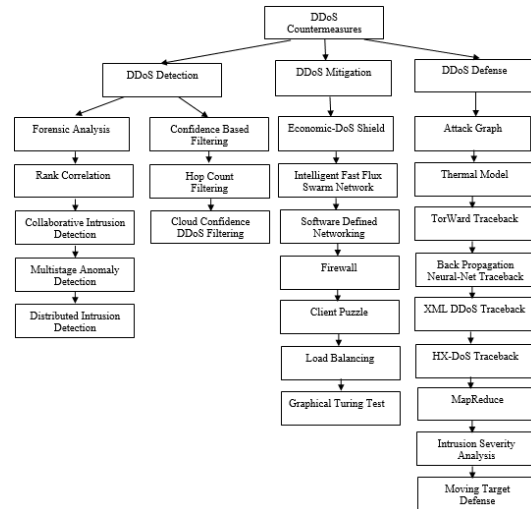 DDoS
Countermeasures
DDoS Detection
DDoS Mitigation
DDoS Defense
Forensic Analysis
Rank Correlation
Collaborative Intrusion
Detection
Multistage Anomaly
Detection
Distributed Intrusion
Detection
Confidence Based
Filtering
Hop Count
Filtering
Cloud Confidence
DDoS Filtering
Economic-DoS Shield
Intelligent Fast Flux
Swarm Network
Software Defined
Networking
Firewall
Client Puzzle
Load Balancing
Graphical Turing Test
Attack Graph
Thermal Model
TorWard Traceback
Back Propagation
Neural-Net Traceback
XML DDoS Traceback
HX-DoS Traceback
MapReduce
Intrusion Severity
Analysis
Moving Target
Defense